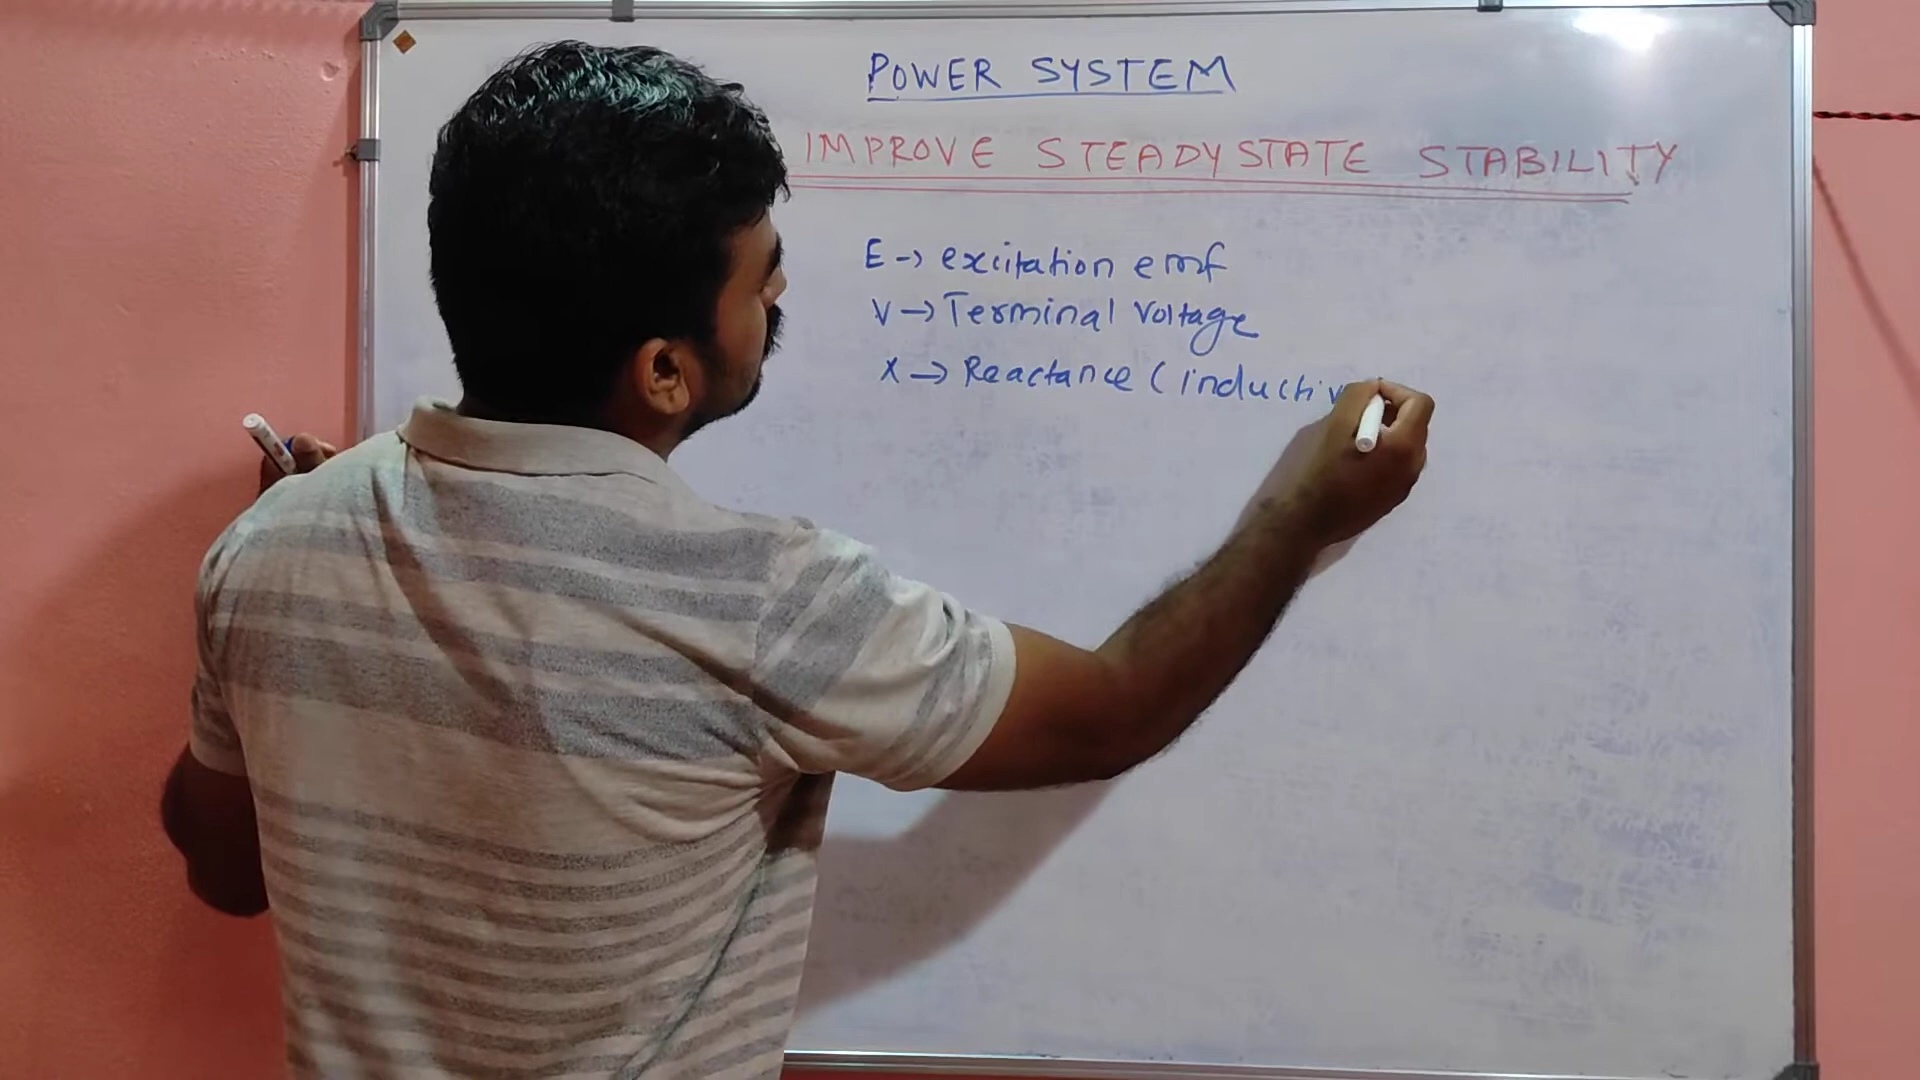 POWER SYSTEM
IMPROVE STEADY STATE STABILITY
E → excitation emf
V → Terminal Voltage
X → Reactance (inductiv